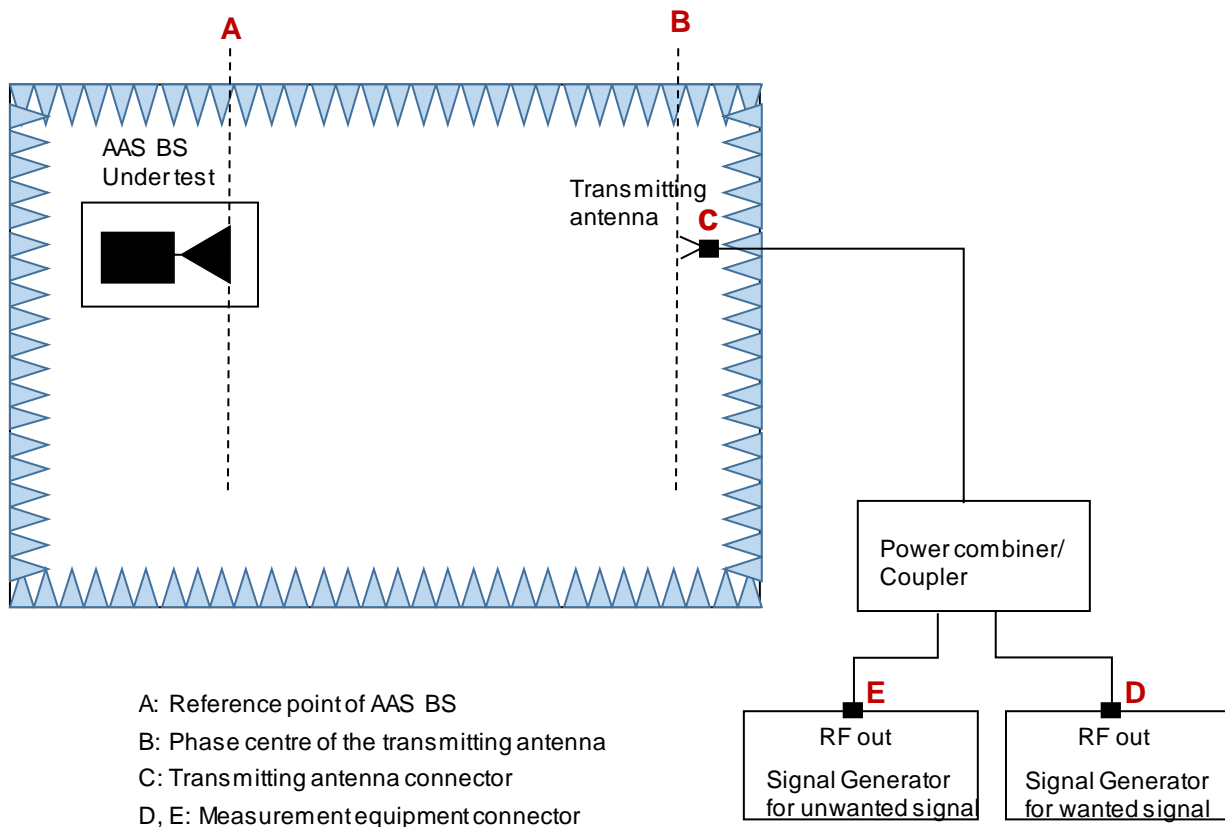 A
B
AAS BS
Under test
Transmitting
antenna
C
Power combiner/
Coupler
E
D
RF out
RF out
Signal Generator
for unwanted signal
Signal Generator
for wanted signal
A: Reference point of AAS BS
B: Phase centre of the transmitting antenna
C: Transmitting antenna connector
D, E: Measurement equipment connector